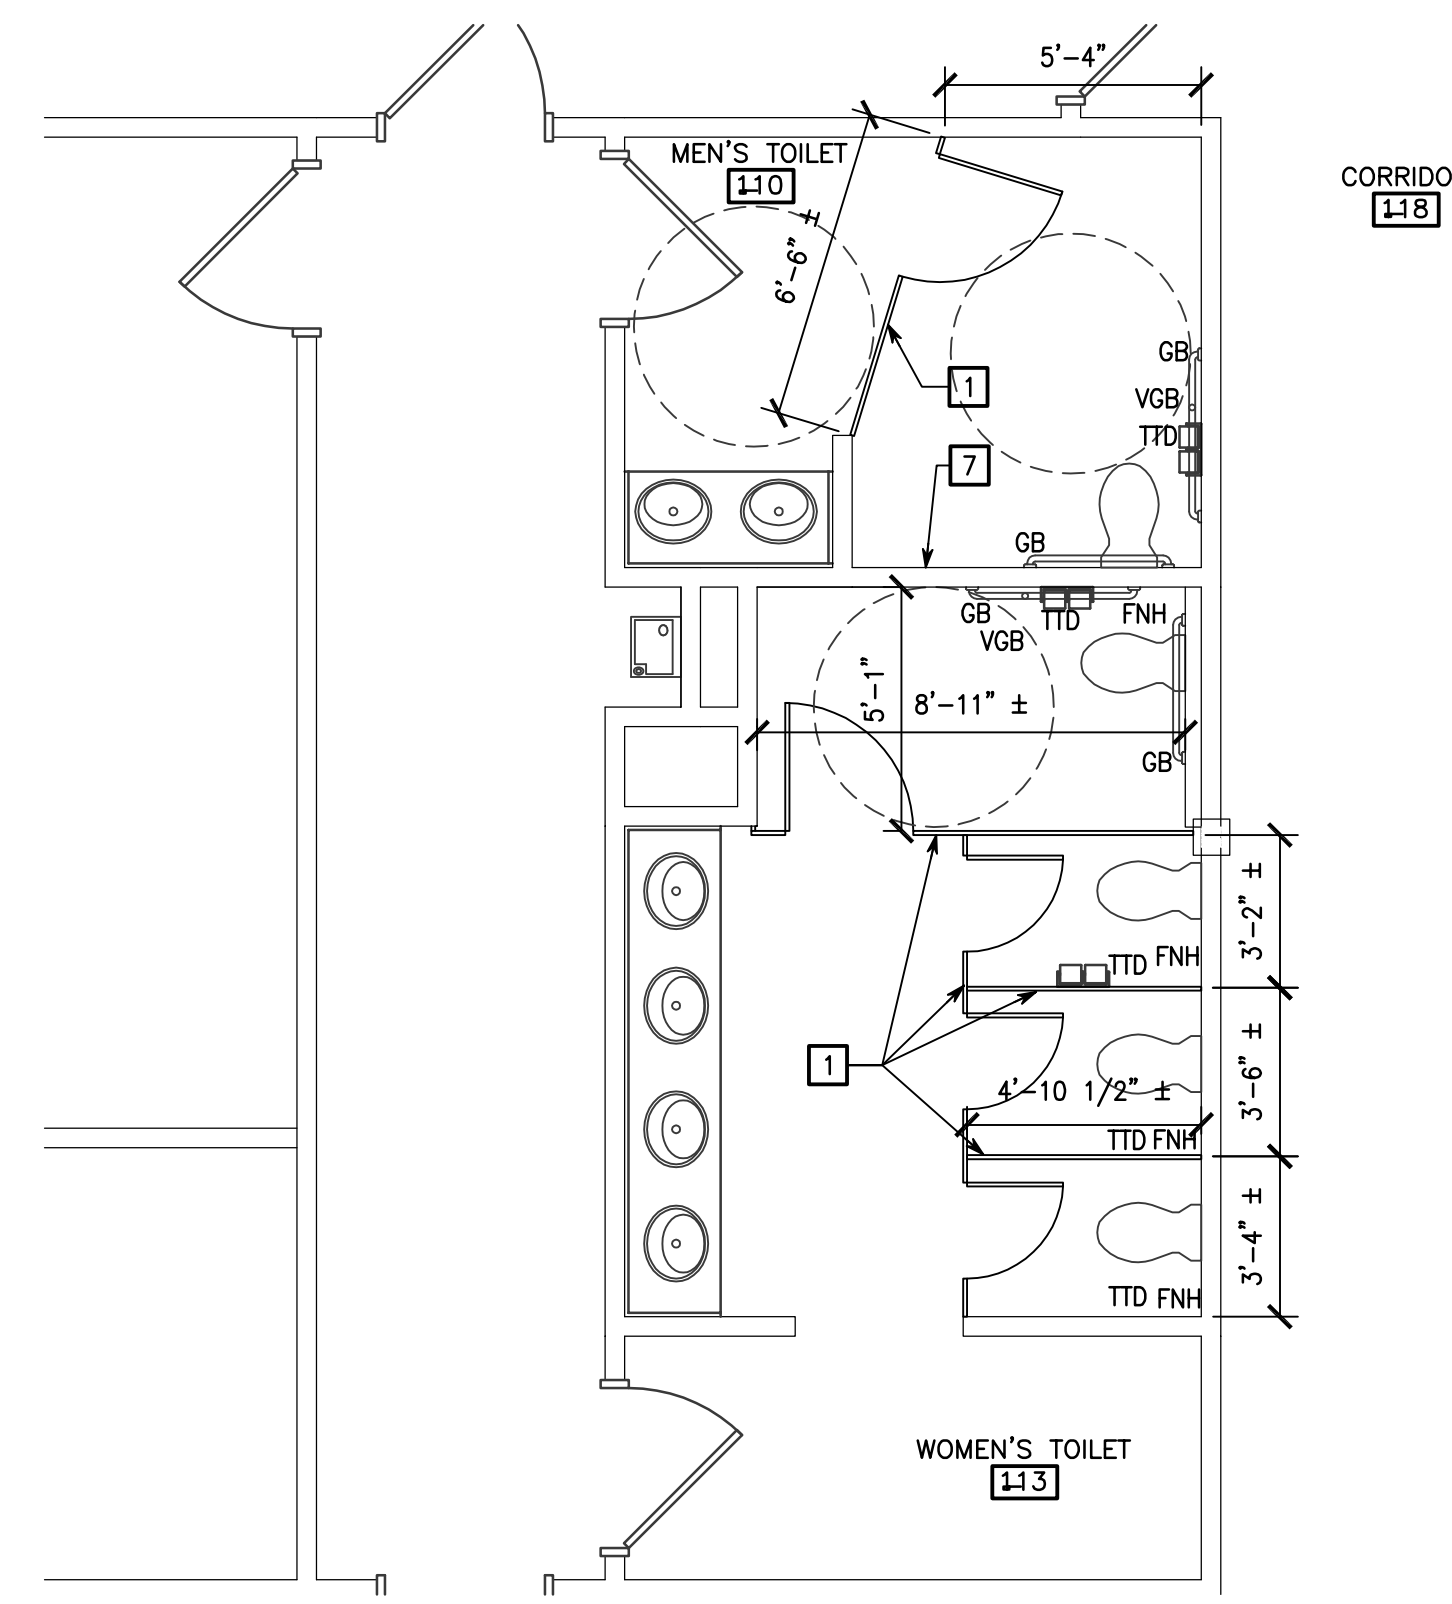 5'-4"
MEN'S TOILET
110
CORRIDO
118
6'-6" ±
GB
1
VGB
TTD
7
GB
GB
TTD
FNH
VGB
5'-1"
8'-11" ±
GB
3'-2" ±
TTD FNH
1
3'-6" ±
4'-10 1/2" ±
TTD FNH
3'-4" ±
TTD FNH
WOMEN'S TOILET
113